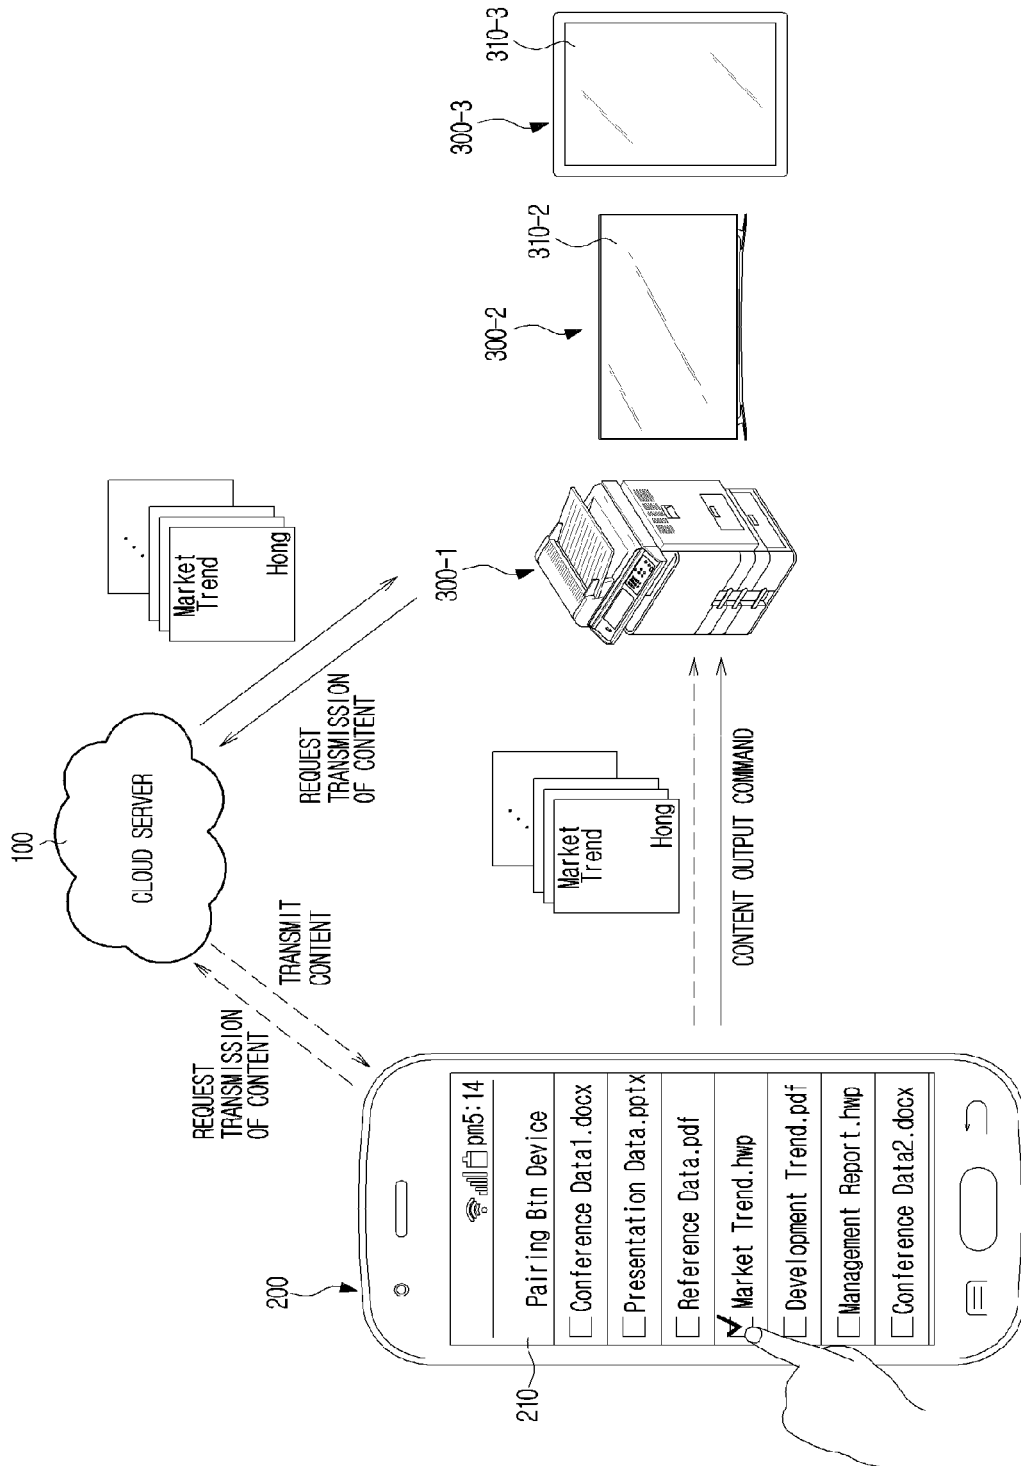 100
CLOUD SERVER
Market
Trend
Hong
REQUEST
TRANSMISSION
OF CONTENT
REQUEST
TRANSMISSION
OF CONTENT
TRANSMIT
CONTENT
200
210
pm5:14
Pairing Btn Device
Conference Data1.docx
Presentation Data.pptx
Reference Data.pdf
Market Trend.hwp
Development Trend.pdf
Management Report.hwp
Conference Data2.docx
Market
Trend
Hong
CONTENT OUTPUT COMMAND
300-1
300-2
310-2
300-3
310-3